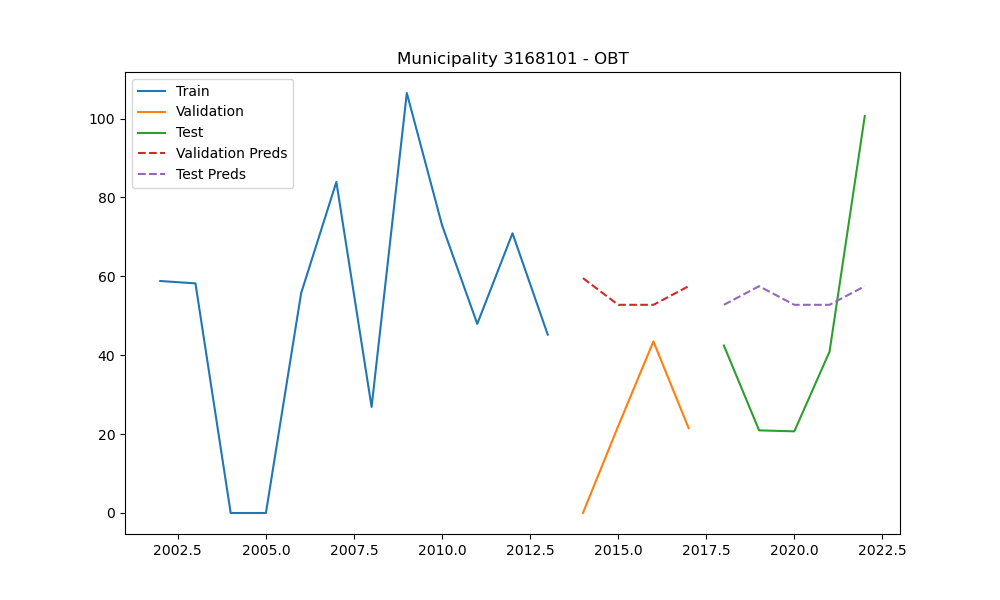 Municipality 3168101 - OBT
Train
Validation
Test
Validation Preds
Test Preds
100
80
60
40
20
0
2002.5 2005.0 2007.5 2010.0 2012.5 2015.0 2017.5 2020.0 2022.5